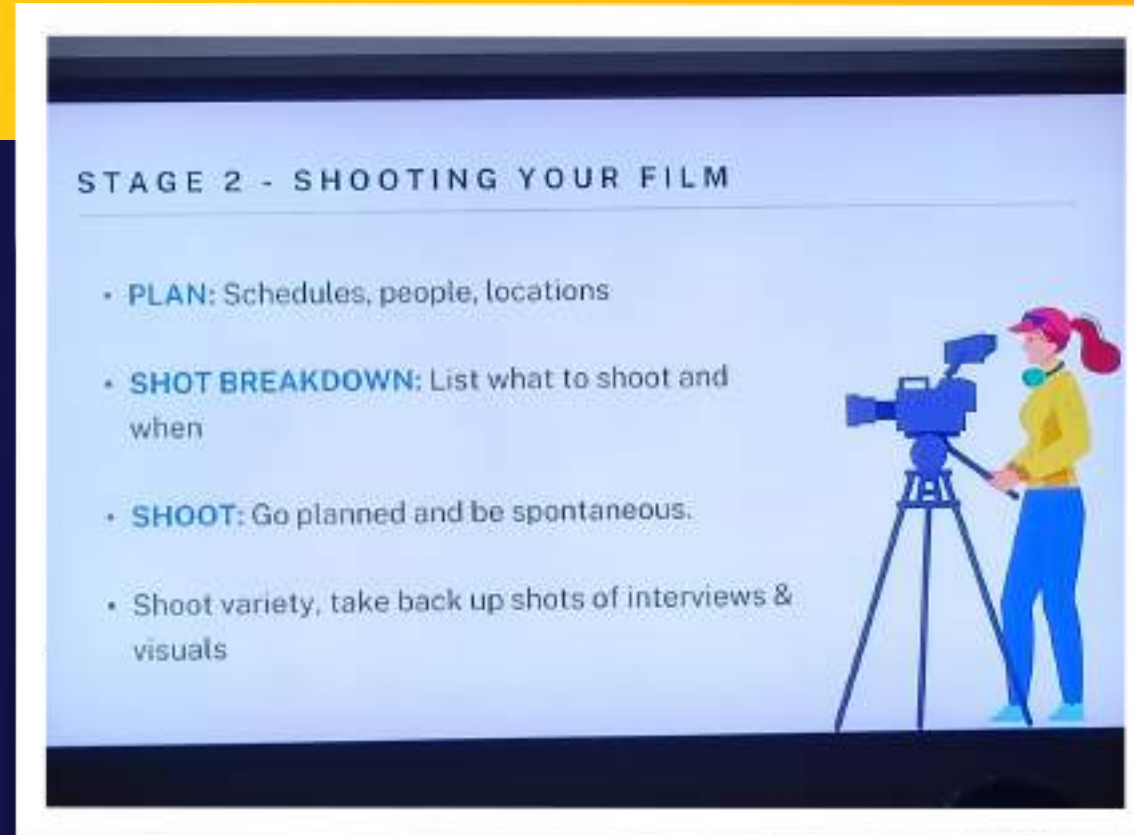 STAGE 2 - SHOOTING YOUR FILM
• PLAN: Schedules, people, locations
• SHOT BREAKDOWN: List what to shoot and
when
• SHOOT: Go planned and be spontaneous.
• Shoot variety, take back up shots of interviews &
visuals